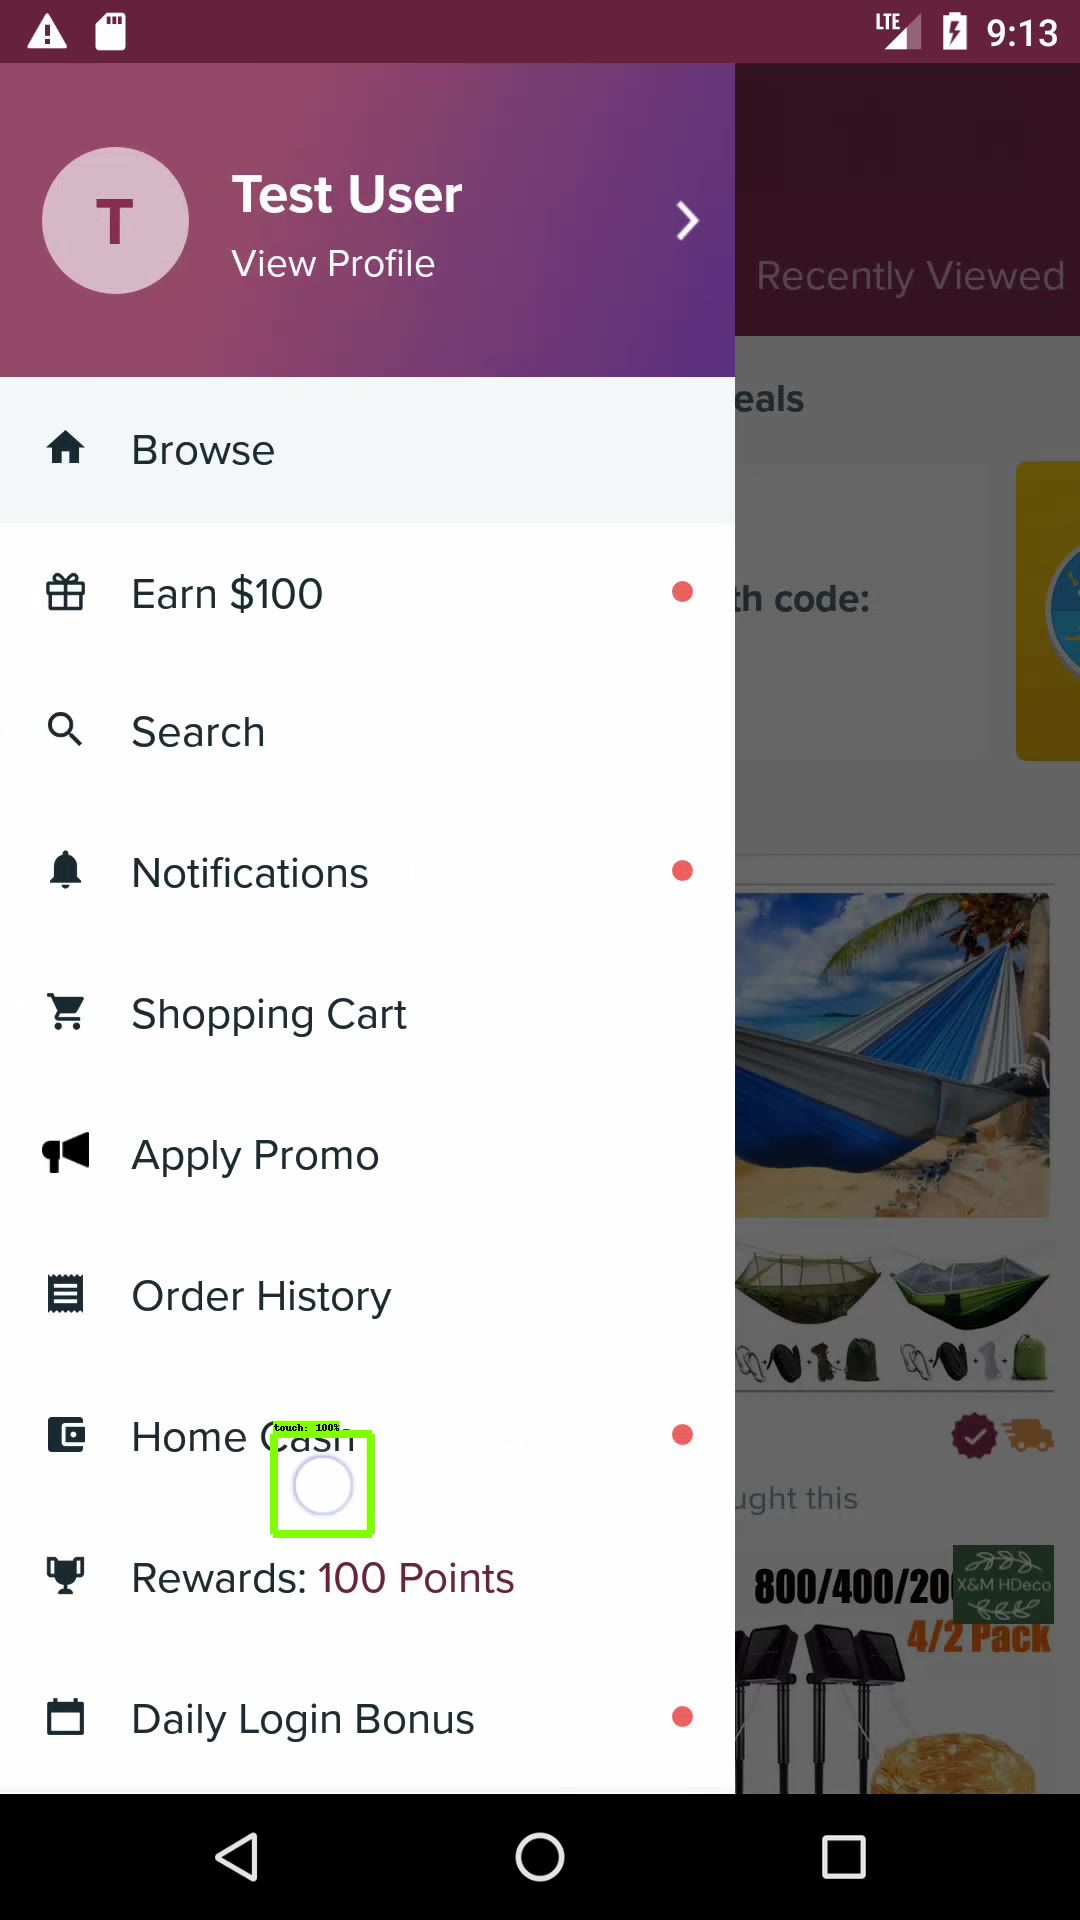 LTE 9:13
T
Test User
View Profile
Recently Viewed
Browse
eals
Earn $100
th code:
Search
Notifications
Shopping Cart
Apply Promo
Order History
touch: 100%
Home Cash
ught this
Rewards: 100 Points
800/400/200
X&M HDeco
4/2 Pack
Daily Login Bonus